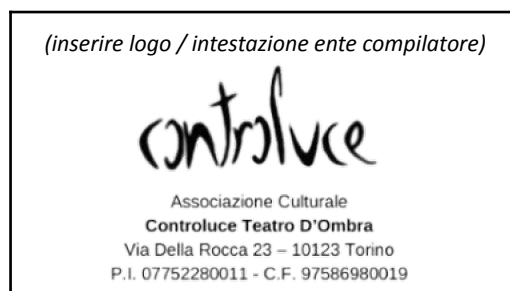 (inserire logo / intestazione ente compilatore)
controluce
Associazione Culturale
Controluce Teatro D'Ombra
Via Della Rocca 23 – 10123 Torino
P.I. 07752280011 - C.F. 97586980019